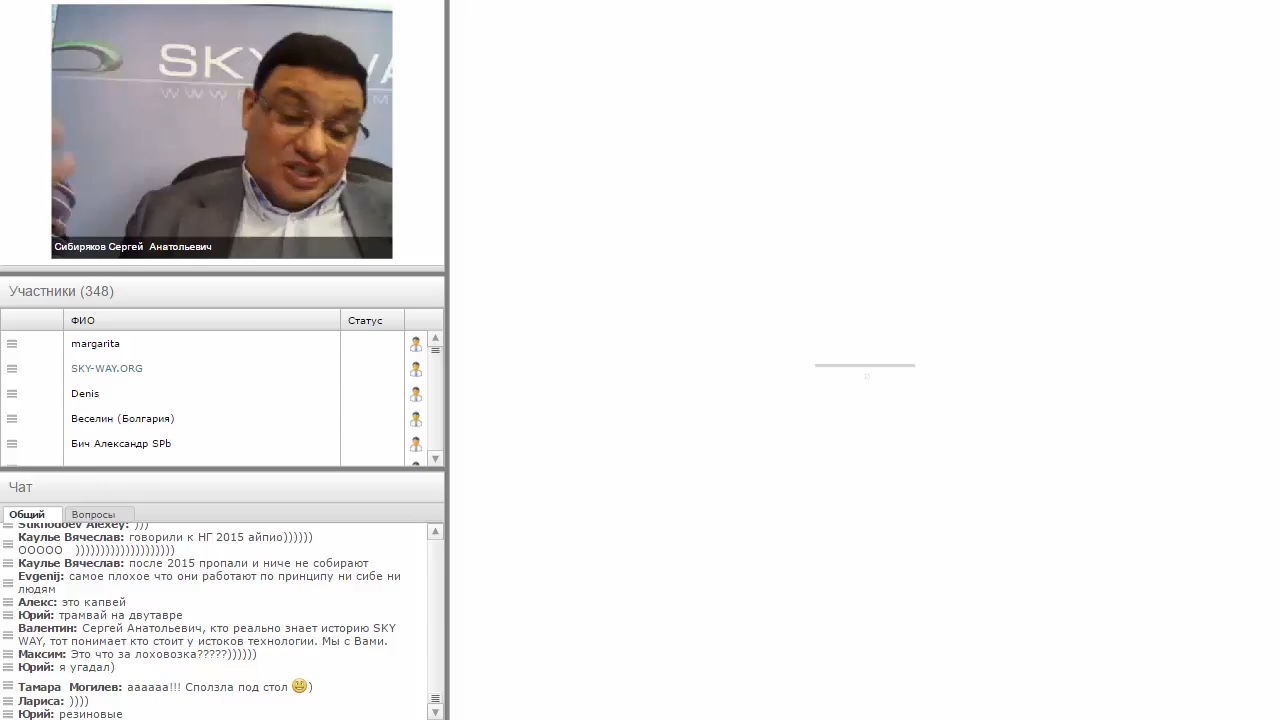 SKY WAY
WWW
Сибиряков Сергей Анатольевич
Участники (348)
ФИО
Статус
margarita
SKY-WAY.ORG
Denis
Веселин (Болгария)
Бич Александр SPb
Чат
Общий
Вопросы
Sukhodoev Alexey: )))
Каулье Вячеслав: говорили к НГ 2015 айпио))))))
ООООО ))))))))))))))))))))
Каулье Вячеслав: после 2015 пропали и ниче не собирают
Evgenij: самое плохое что они работают по принципу ни сибе ни
людям
Алекс: это капвей
Юрий: трамвай на двутавре
Валентин: Сергей Анатольевич, кто реально знает историю SKY
WAY, тот понимает кто стоит у истоков технологии. Мы с Вами.
Максим: Это что за лоховозка?????))))))
Юрий: я угадал)
Тамара Могилев: аааааа!!! Сползла под стол )
Лариса: ))))
Юрий: резиновые